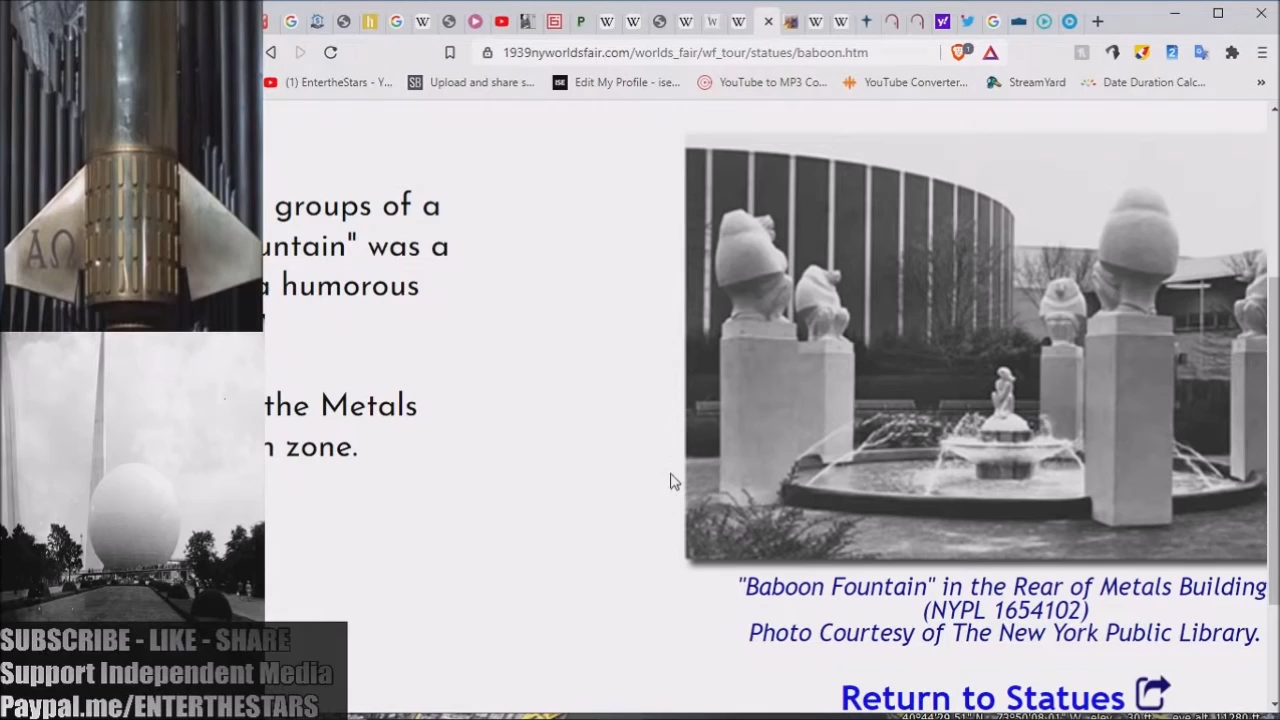 1939nyworldsfair.com/worlds_fair/wf_tour/statues/baboon.htm
(1) EntertheStars - Y... Upload and share s... Edit My Profile - ise... YouTube to MP3 Co... YouTube Converter... StreamYard Date Duration Calc... »
groups of a
untain" was a
a humorous
the Metals
n zone.
ΑΩ
"Baboon Fountain" in the Rear of Metals Building
(NYPL 1654102)
Photo Courtesy of The New York Public Library.
Return to Statues
SUBSCRIBE - LIKE - SHARE
Support Independent Media
Paypal.me/ENTERTHESTARS